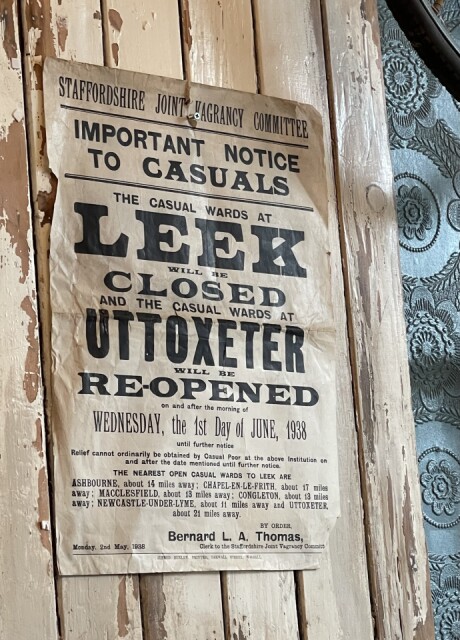 STAFFORDSHIRE JOINT VAGRANCY COMMITTEE
IMPORTANT NOTICE
TO CASUALS
THE CASUAL WARDS AT
LEEK
WILL BE
CLOSED
AND THE CASUAL WARDS AT
UTTOXETER
WILL BE
RE-OPENED
on and after the morning of
WEDNESDAY, the 1st Day of JUNE, 1938
until further notice
Relief cannot ordinarily be obtained by Casual Poor at the above Institution on
and after the date mentioned until further notice.
THE NEAREST OPEN CASUAL WARDS TO LEEK ARE
ASHBOURNE, about 14 miles away; CHAPEL-EN-LE-FRITH, about 17 miles
away; MACCLESFIELD, about 13 miles away; CONGLETON, about 13 miles
away; NEWCASTLE-UNDER-LYME, about 11 miles away and UTTOXETER,
about 21 miles away.
BY ORDER,
Bernard L. A. Thomas,
Monday, 2nd May, 1938
Clerk to the Staffordshire Joint Vagrancy Committ